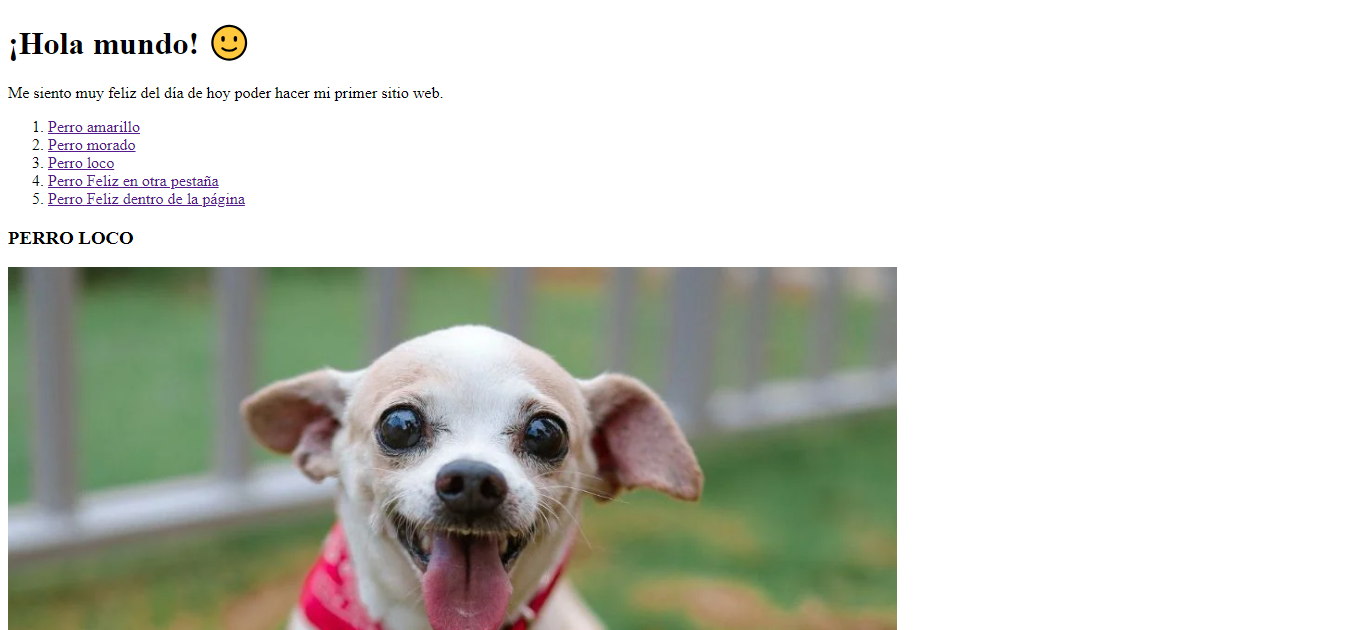 ¡Hola mundo! 🙂
Me siento muy feliz del día de hoy poder hacer mi primer sitio web.
1. Perro amarillo
2. Perro morado
3. Perro loco
4. Perro Feliz en otra pestaña
5. Perro Feliz dentro de la página
PERRO LOCO